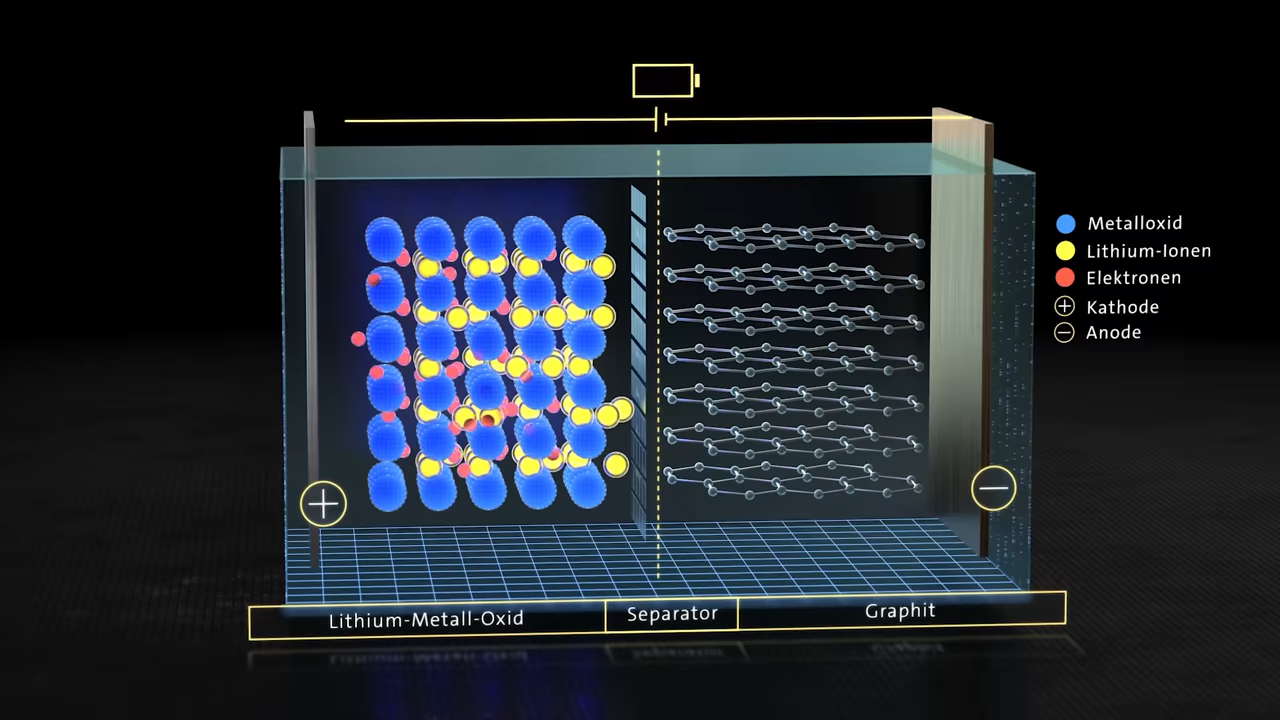 Metalloxid
Lithium-Ionen
Elektronen
+ Kathode
− Anode
+
−
Lithium-Metall-Oxid
Separator
Graphit